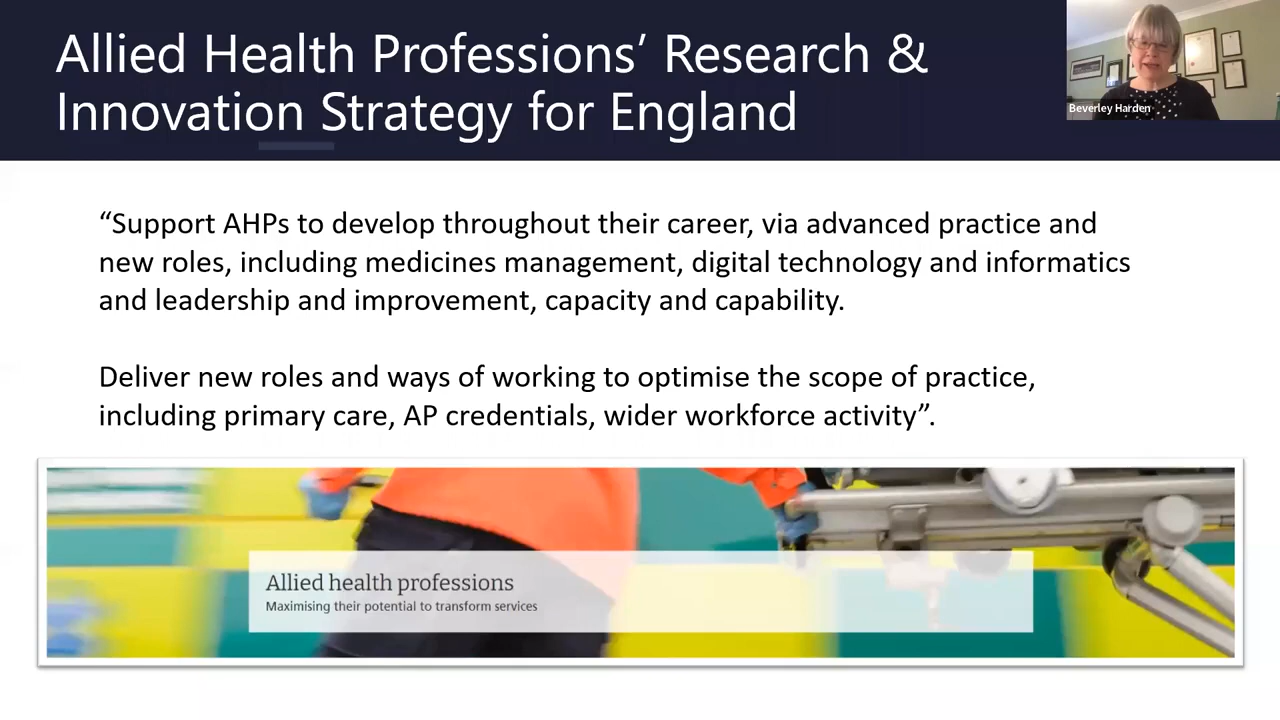 Allied Health Professions’ Research &
Innovation Strategy for England
Beverley Harden
“Support AHPs to develop throughout their career, via advanced practice and
new roles, including medicines management, digital technology and informatics
and leadership and improvement, capacity and capability.
Deliver new roles and ways of working to optimise the scope of practice,
including primary care, AP credentials, wider workforce activity”.
Allied health professions
Maximising their potential to transform services